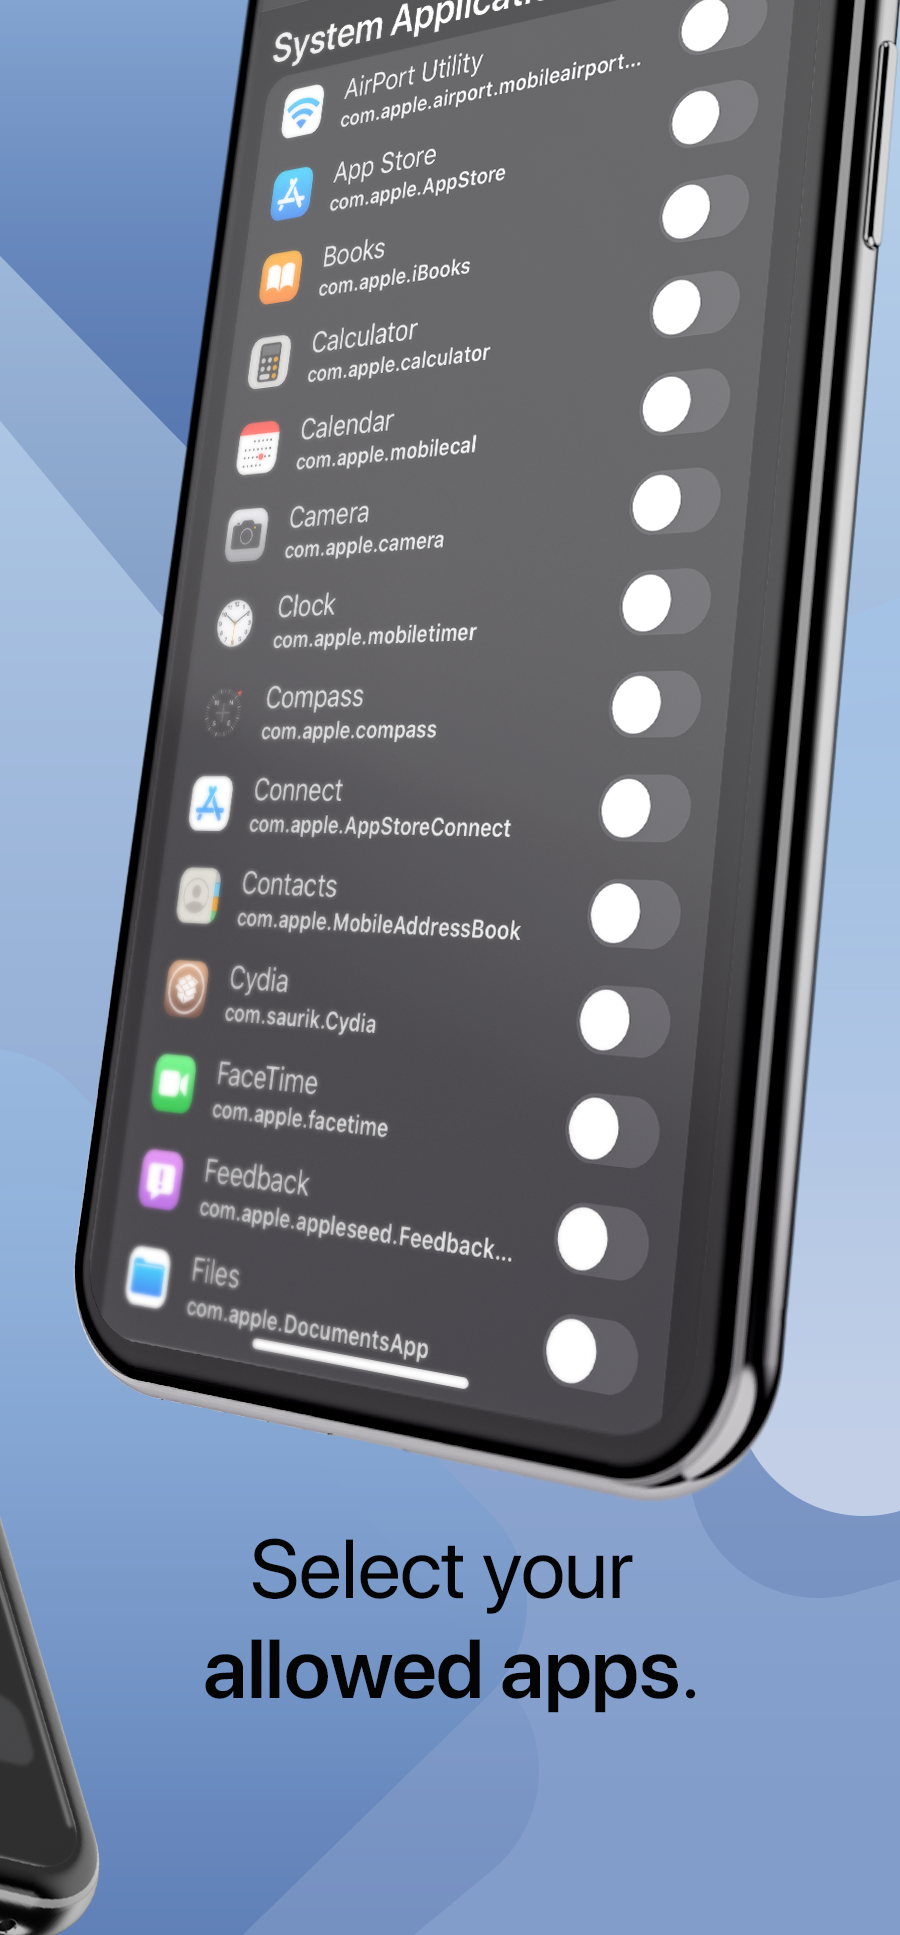 System Applicatio
AirPort Utility
com.apple.airport.mobileairport...
App Store
com.apple.AppStore
Books
com.apple.iBooks
Calculator
com.apple.calculator
Calendar
com.apple.mobilecal
Camera
com.apple.camera
Clock
com.apple.mobiletimer
Compass
com.apple.compass
Connect
com.apple.AppStoreConnect
Contacts
com.apple.MobileAddressBook
Cydia
com.saurik.Cydia
FaceTime
com.apple.facetime
Feedback
com.apple.appleseed.Feedback...
Files
com.apple.DocumentsApp
Select your
allowed apps.